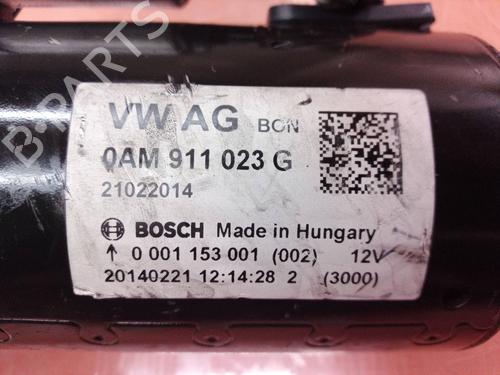 B-PARTS
VW AG BCN
0AM 911 023 G
21022014
BOSCH Made in Hungary
↑ 0 001 153 001 (002) 12V
20140221 12:14:28 2 (3000)